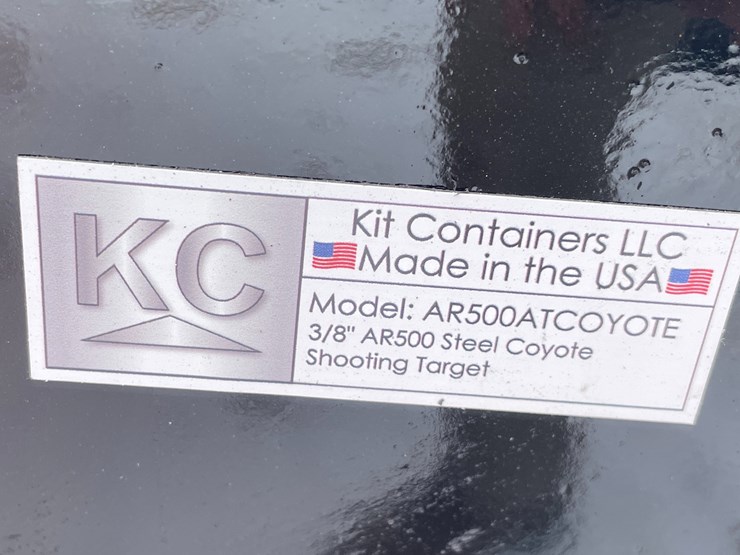 KC
Kit Containers LLC
Made in the USA
Model: AR500ATCOYOTE
3/8" AR500 Steel Coyote
Shooting Target